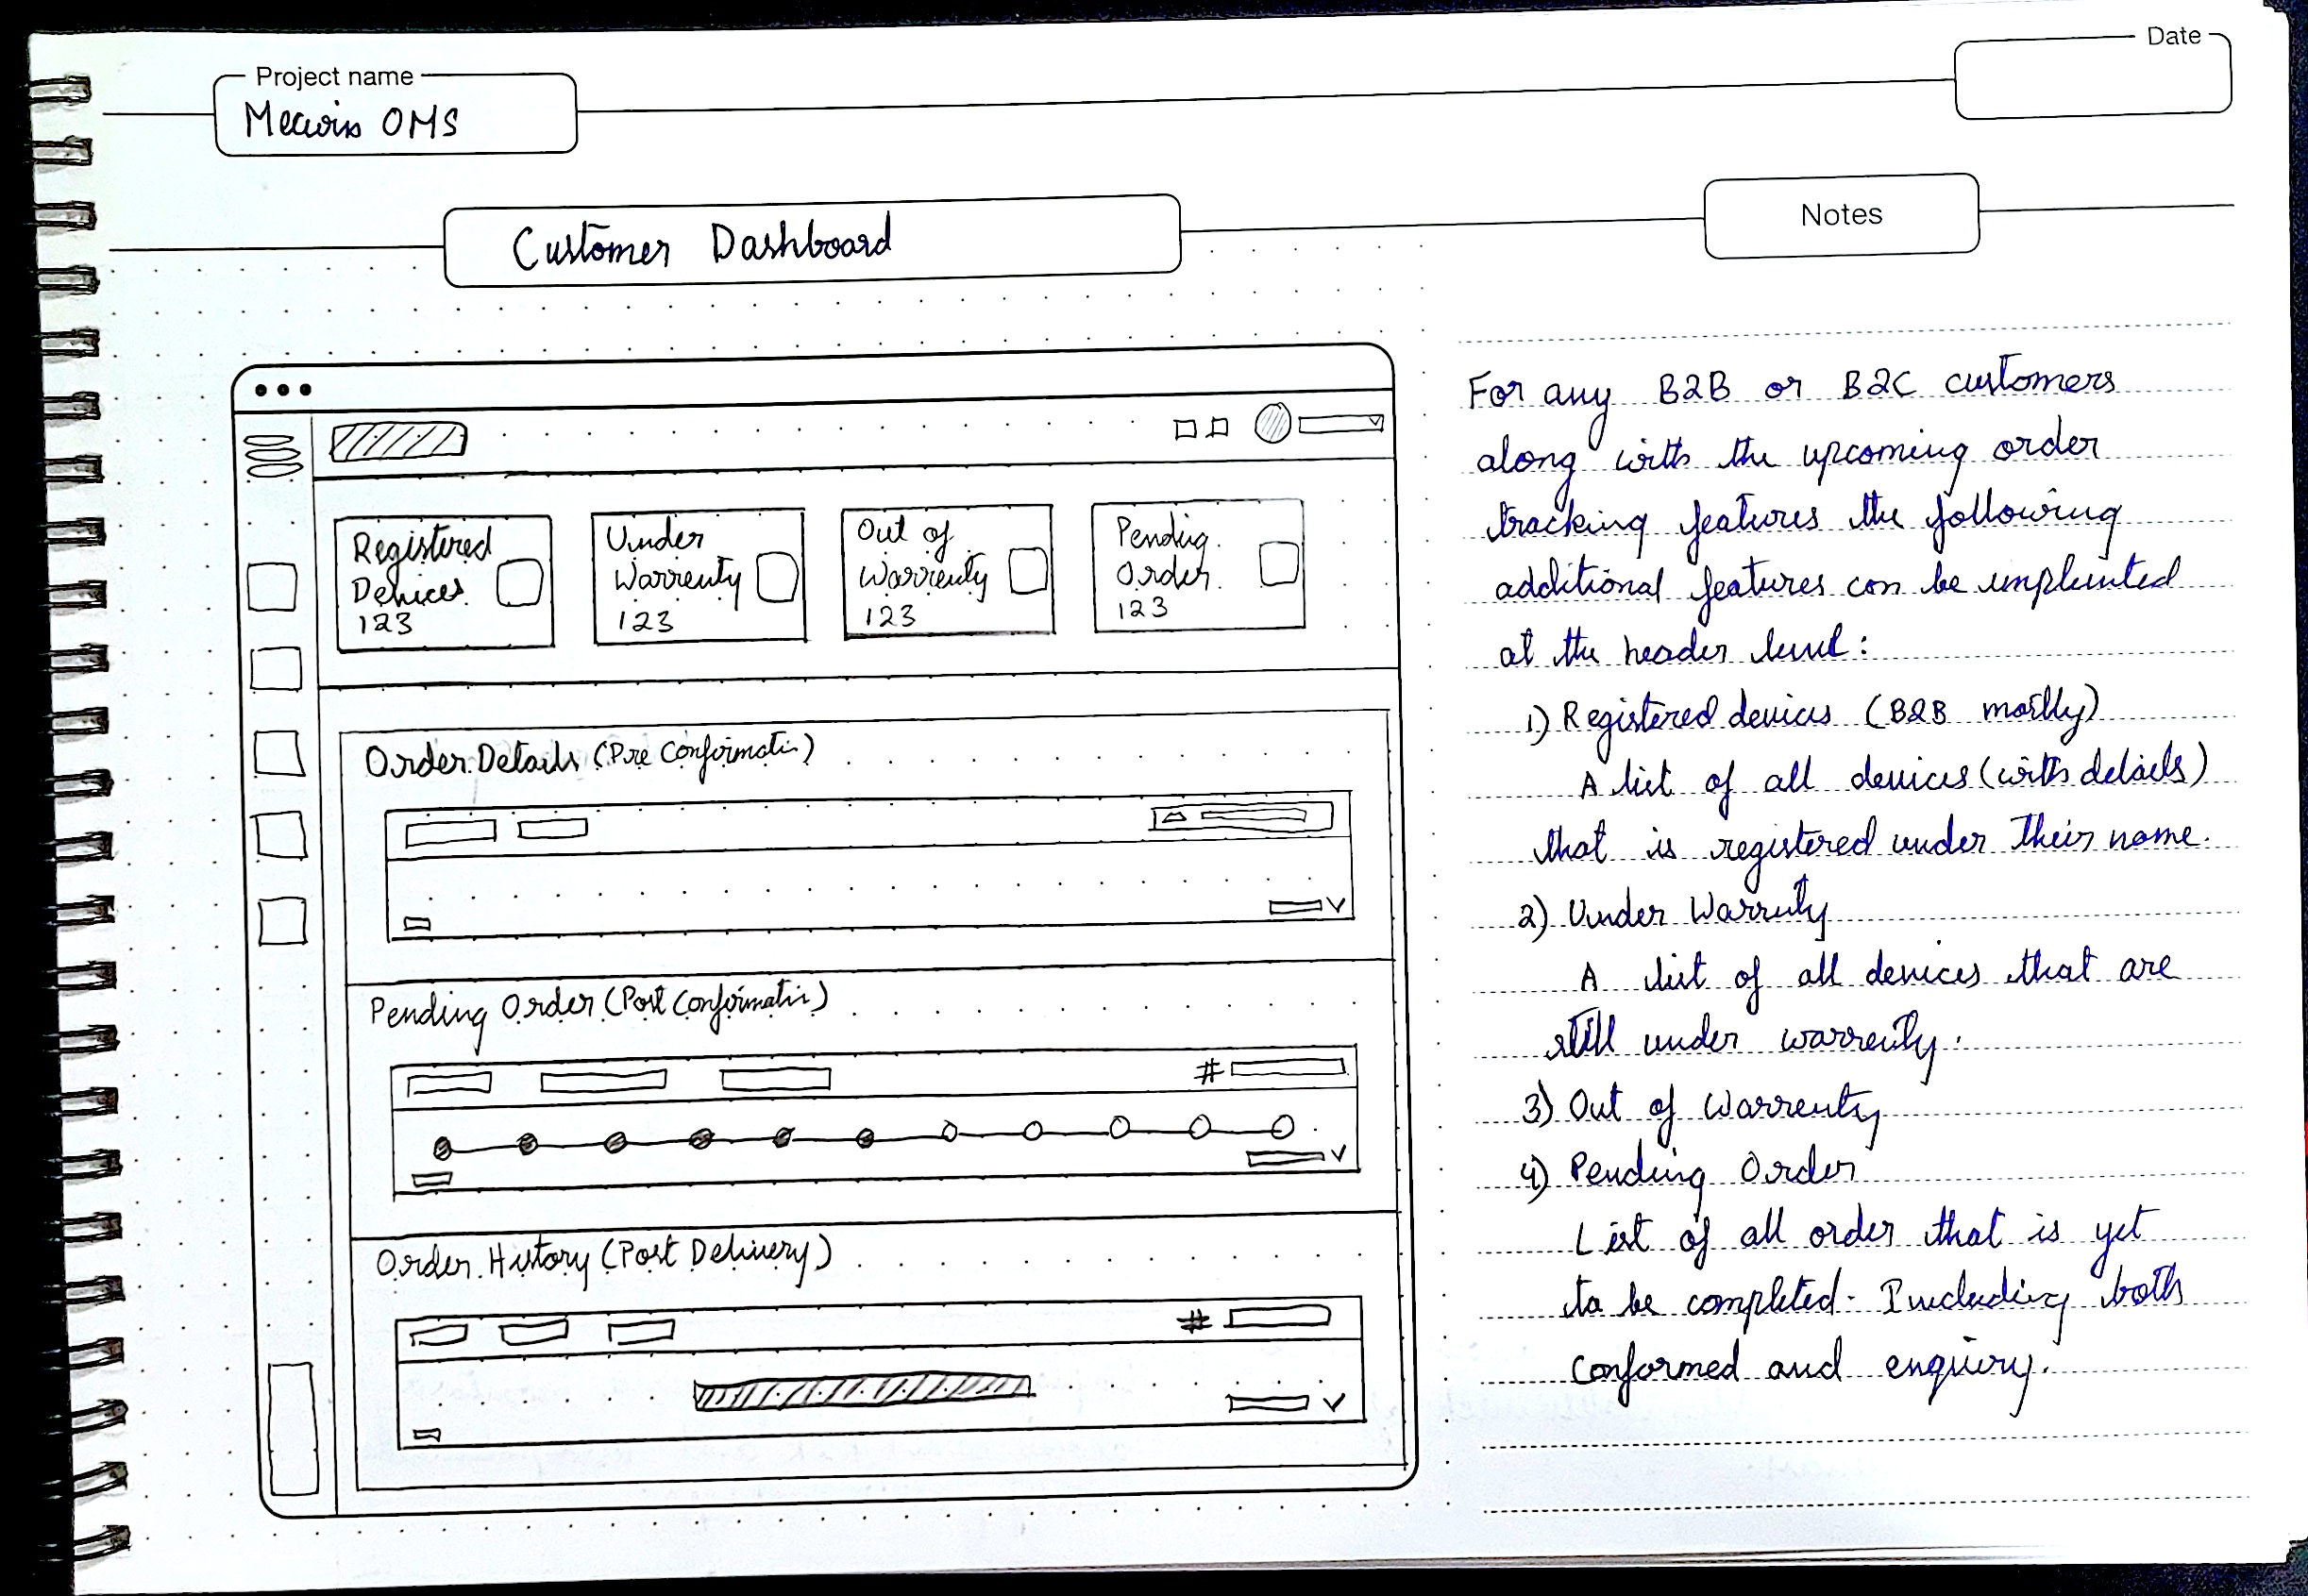 Project name
Date
OMS
Customer Dashboard
Notes
Registered
Devices
123
Under
Warrenty
123
Out of
Warrenty
123
Pending
Order
123
Order Details (Pre Confirmatin)
Pending Order (Post Confirmatin)
#
Order History (Post Delivery)
#
For any B2B or B2C customers
along with the upcoming order
tracking features the following
additional features can be implented
at the header level:
1) Registered devices (B2B mostly)
A list of all devices (with details)
that is registered under their name.
2) Under Warruty
A list of all devices that are
still under warrenty.
3) Out of Warrenty
4) Pending Order
List of all order that is yet
to be completed. Including both
conformed and enquiry.